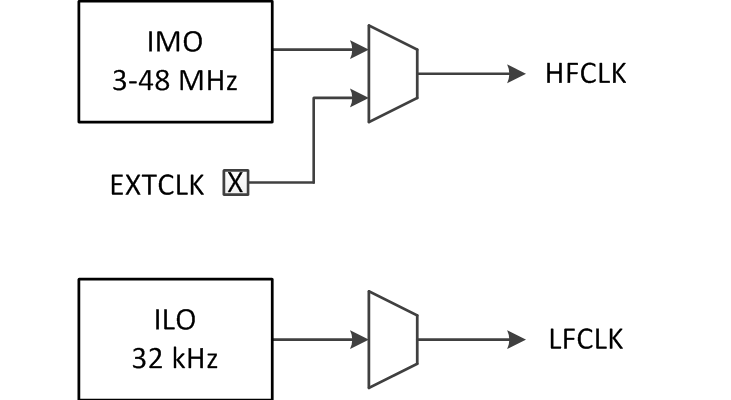 IMO
3-48 MHz
HFCLK
EXTCLK X
ILO
32 kHz
LFCLK